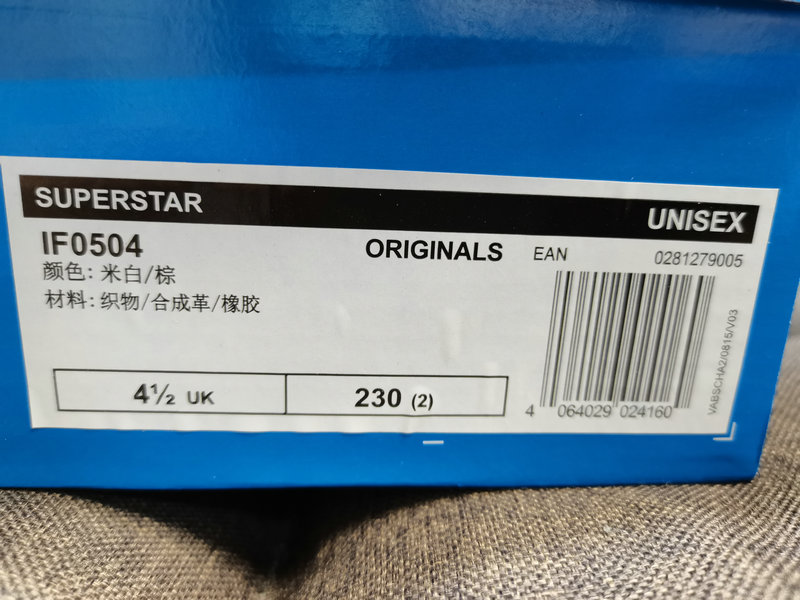 SUPERSTAR
UNISEX
IF0504
ORIGINALS
EAN
0281279005
颜色: 米白/棕
材料: 织物/合成革/橡胶
4½ UK
230 (2)
4 064029 024160
VABSCHA2/0815/V03